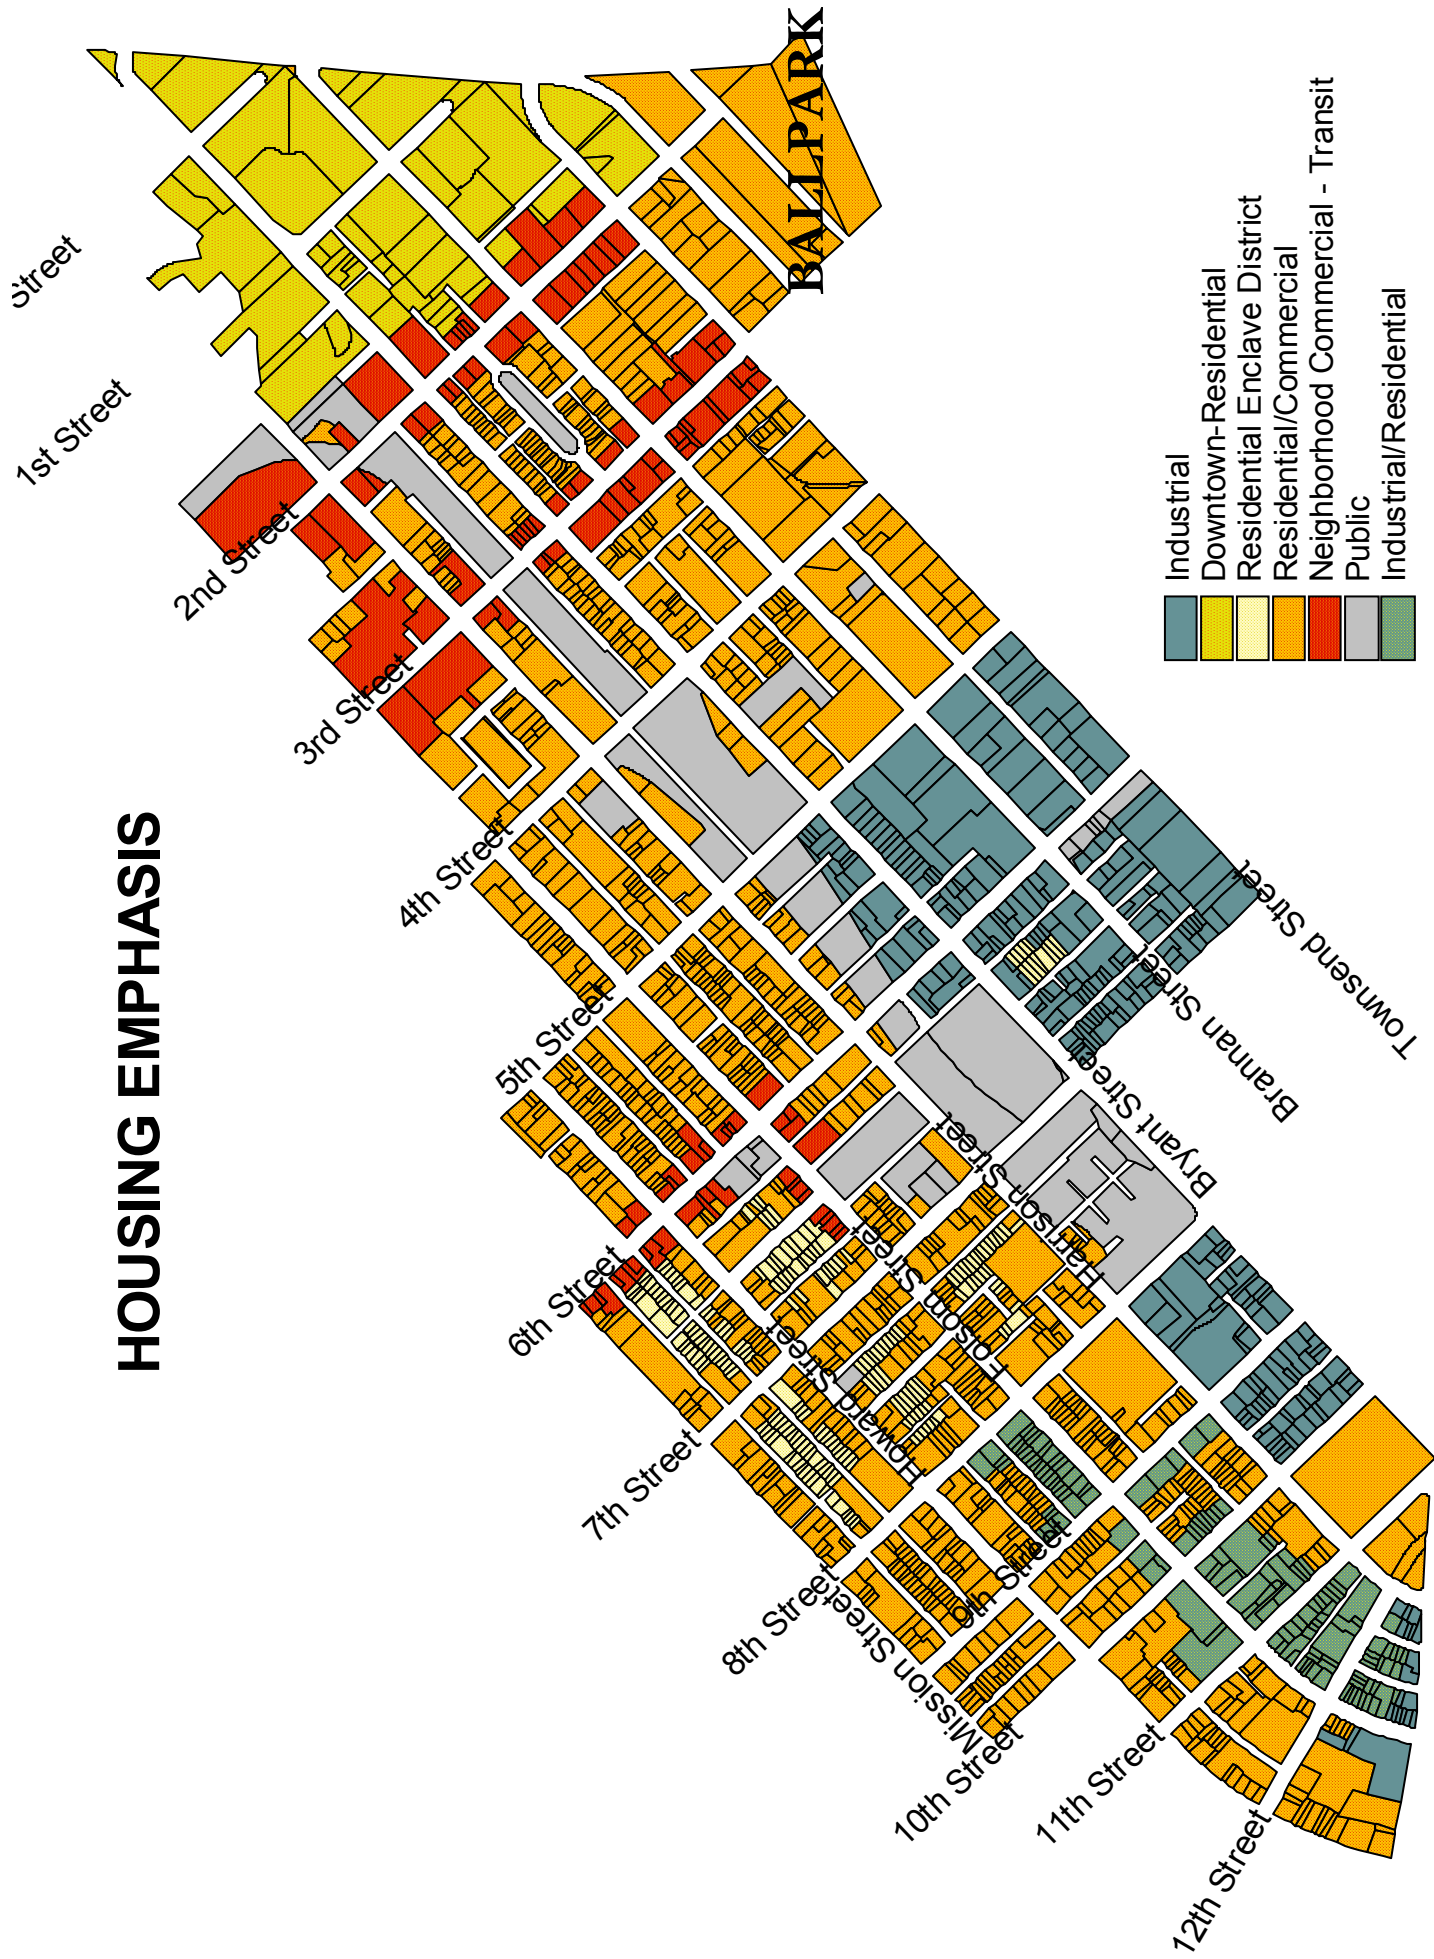 HOUSING EMPHASIS
BALLPARK
Street
1st Street
2nd Street
3rd Street
4th Street
5th Street
6th Street
7th Street
8th Street
9th Street
10th Street
11th Street
12th Street
Mission Street
Howard Street
Folsom Street
Harrison Street
Bryant Street
Brannan Street
Townsend Street
Industrial
Downtown-Residential
Residential Enclave District
Residential/Commercial
Neighborhood Commercial - Transit
Public
Industrial/Residential